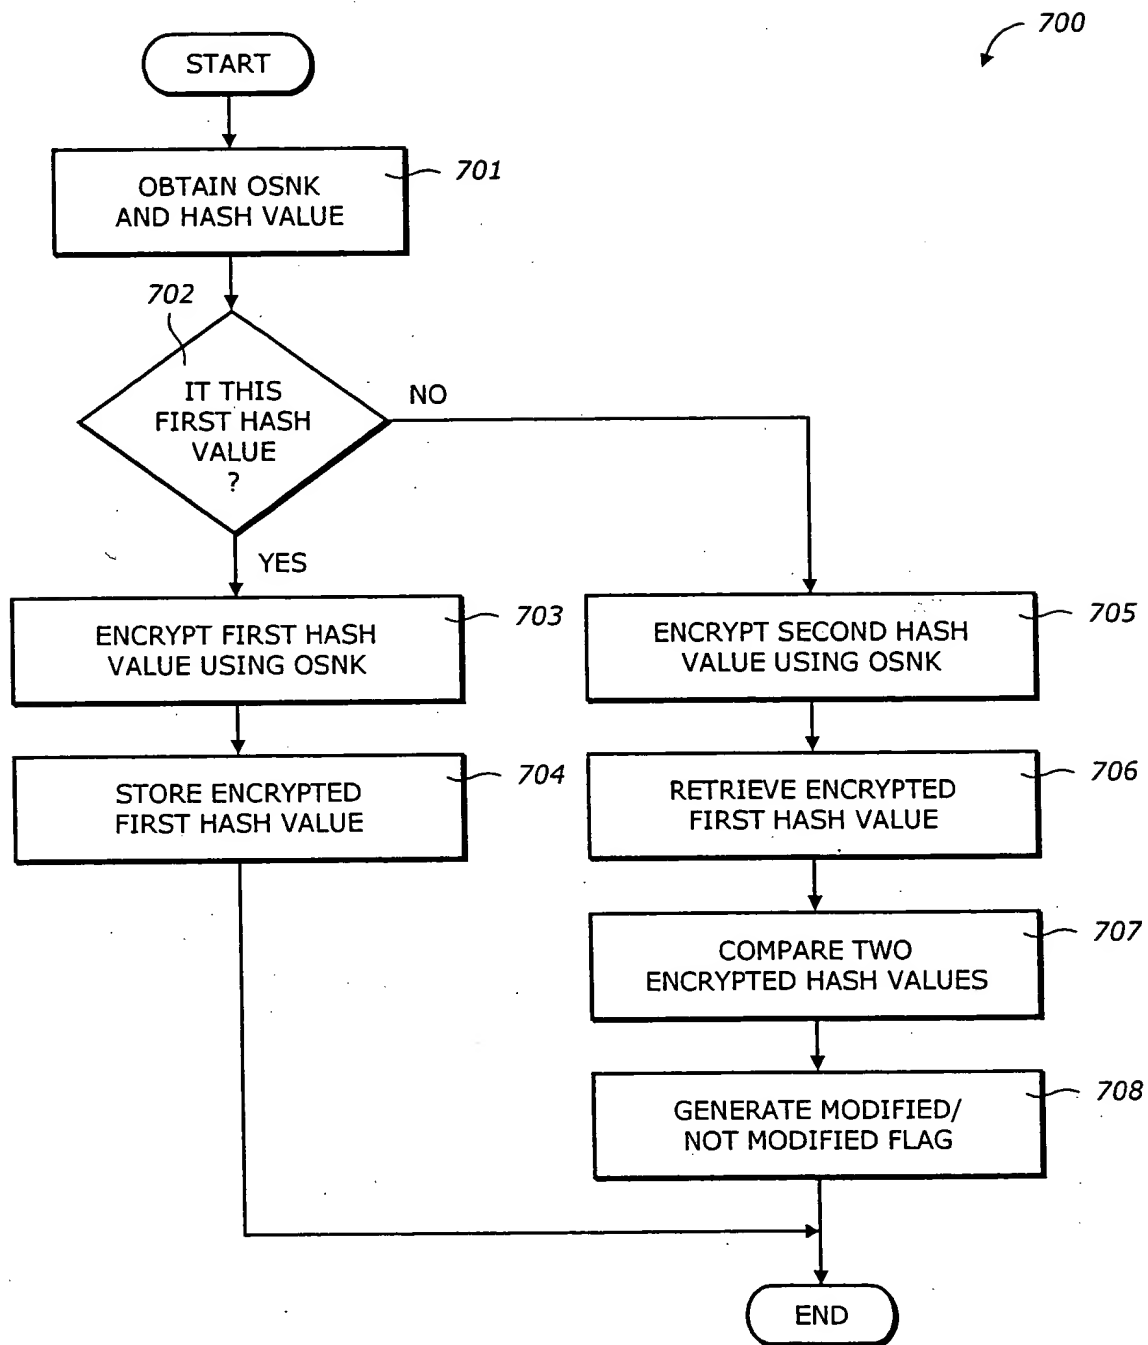 700
START
701
OBTAIN OSNK
AND HASH VALUE
702
IT THIS
FIRST HASH
VALUE
?
NO
YES
703
ENCRYPT FIRST HASH
VALUE USING OSNK
704
STORE ENCRYPTED
FIRST HASH VALUE
705
ENCRYPT SECOND HASH
VALUE USING OSNK
706
RETRIEVE ENCRYPTED
FIRST HASH VALUE
707
COMPARE TWO
ENCRYPTED HASH VALUES
708
GENERATE MODIFIED/
NOT MODIFIED FLAG
END